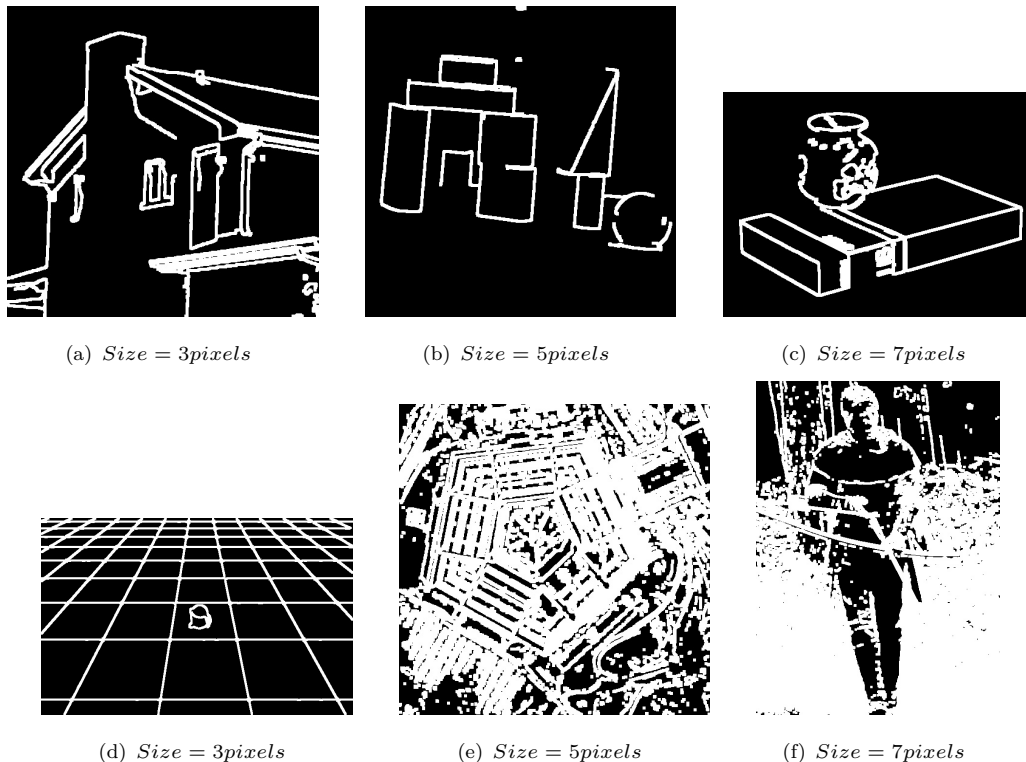 (a) Size = 3pixels
(b) Size = 5pixels
(c) Size = 7pixels
(d) Size = 3pixels
(e) Size = 5pixels
(f) Size = 7pixels